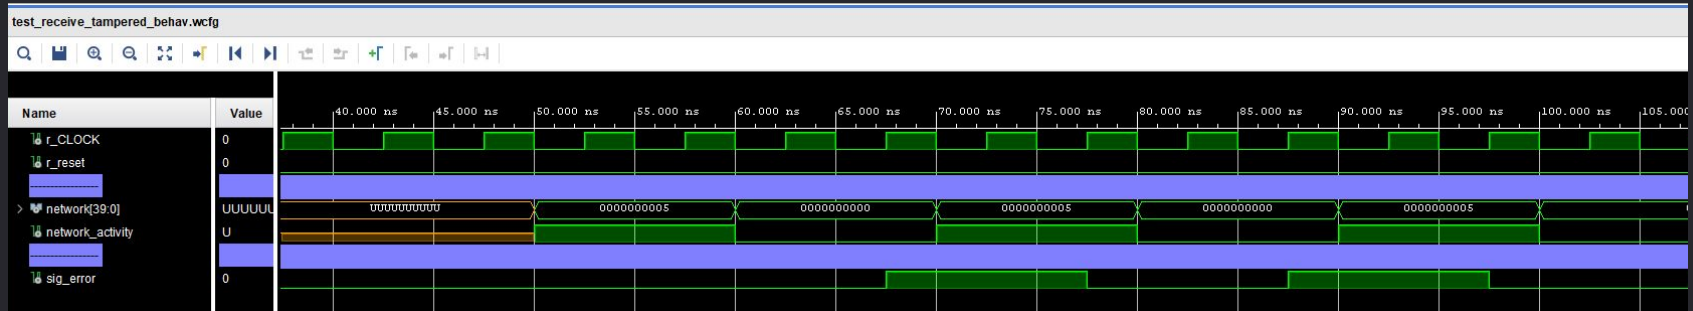 test_receive_tampered_behav.wcfg
Name Value
40.000 ns 45.000 ns 50.000 ns 55.000 ns 60.000 ns 65.000 ns 70.000 ns 75.000 ns 80.000 ns 85.000 ns 90.000 ns 95.000 ns 100.000 ns 105.000
r_CLOCK 0
r_reset 0
network[39:0] UUUUUU UUUUUUUUUU 0000000005 0000000000 0000000005 0000000000 0000000005
network_activity U
sig_error 0